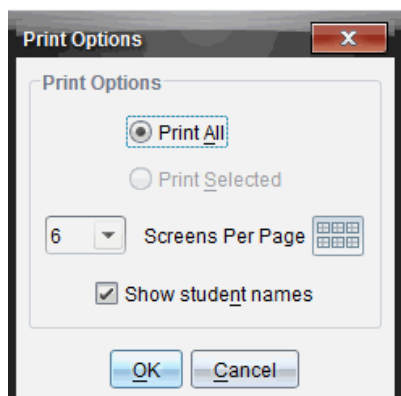 Print Options
Print Options
Print All
Print Selected
6 Screens Per Page
Show student names
OK Cancel